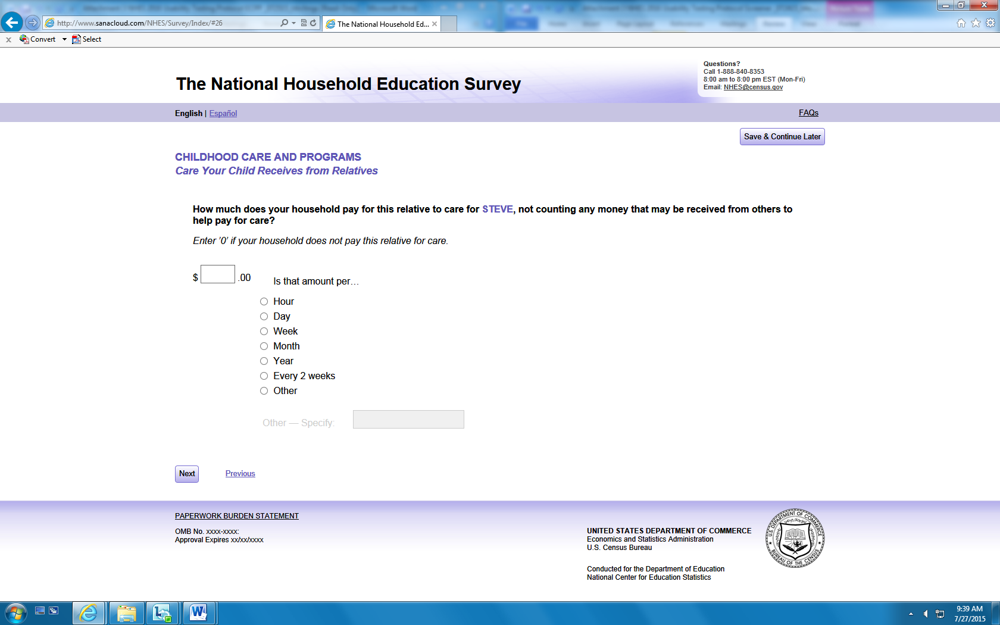 http://www.sanacloud.com/NHES/Survey/Index/#26
The National Household Ed...
x Convert Select
Questions?
Call 1-888-840-8353
8:00 am to 8:00 pm EST (Mon-Fri)
Email: NHES@census.gov
The National Household Education Survey
English | Español
FAQs
Save & Continue Later
CHILDHOOD CARE AND PROGRAMS
Care Your Child Receives from Relatives
How much does your household pay for this relative to care for STEVE, not counting any money that may be received from others to
help pay for care?
Enter ’0’ if your household does not pay this relative for care.
$ .00 Is that amount per…
Hour
Day
Week
Month
Year
Every 2 weeks
Other
Other — Specify:
Next Previous
PAPERWORK BURDEN STATEMENT
OMB No. xxxx-xxxx:
Approval Expires xx/xx/xxxx
UNITED STATES DEPARTMENT OF COMMERCE
Economics and Statistics Administration
U.S. Census Bureau
Conducted for the Department of Education
National Center for Education Statistics
U.S. DEPARTMENT OF COMMERCE
BUREAU OF THE CENSUS
9:39 AM
7/27/2015